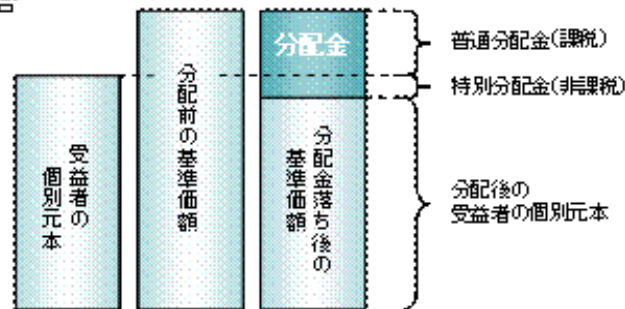 分配金
普通分配金(課税)
特別分配金(非課税)
受益者の
個別元本
分配前の基準価額
分配金落ち後の
基準価額
分配後の
受益者の個別元本